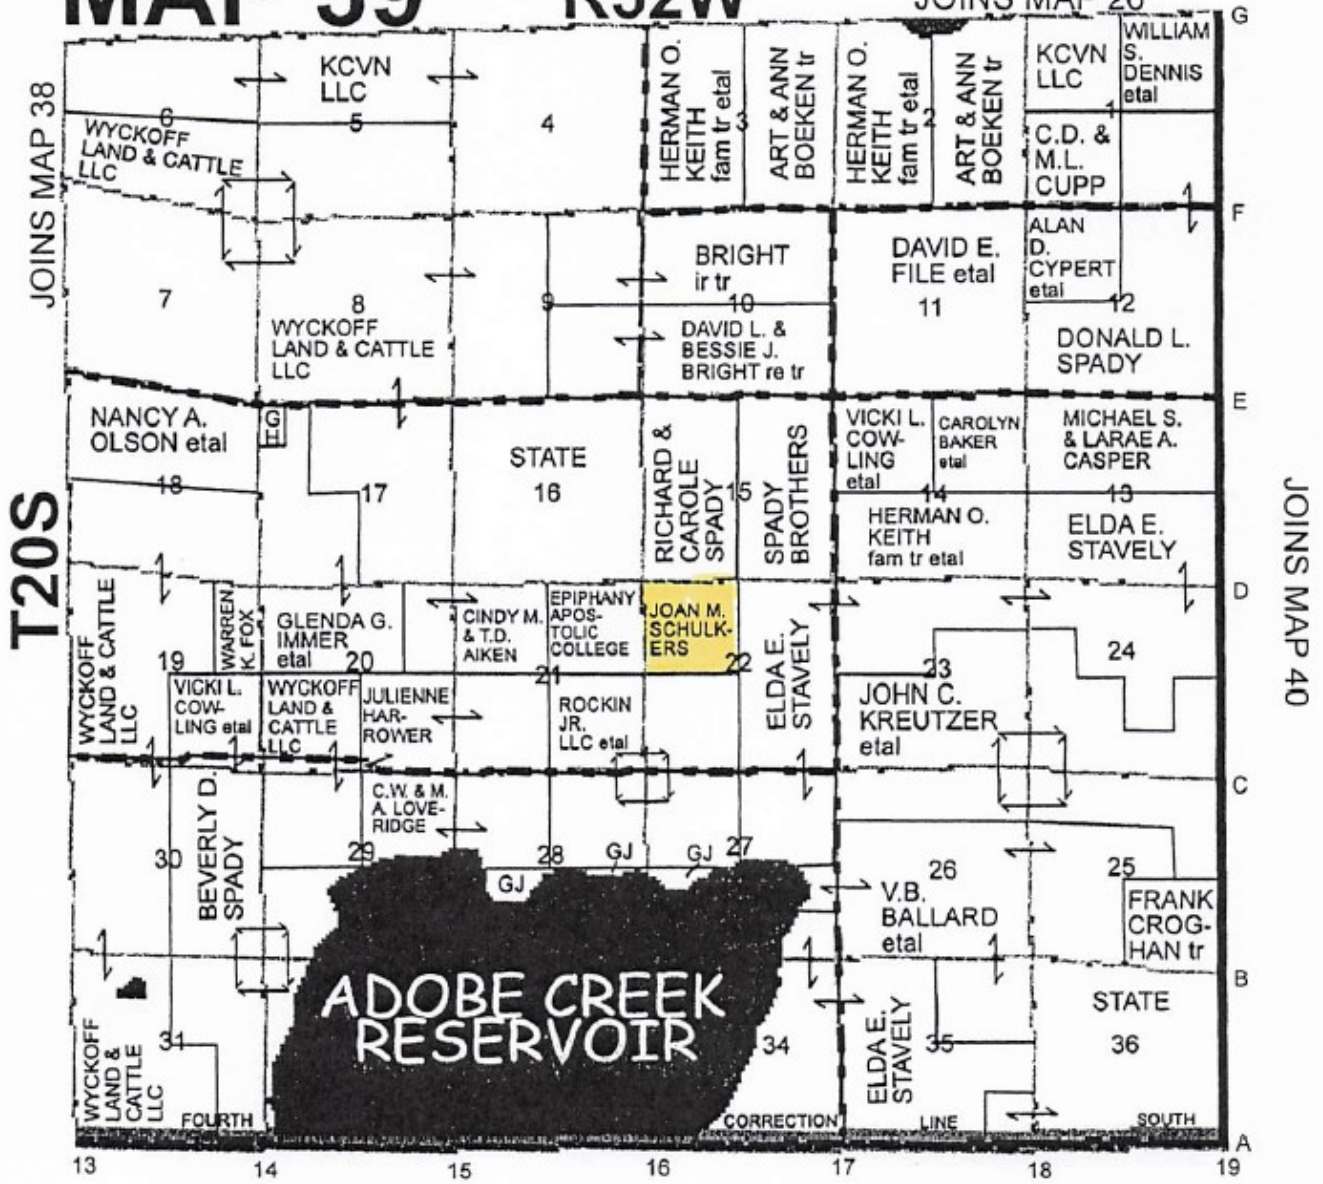 MAP 39
R52W
JOINS MAP 26
G
JOINS MAP 38
KCVN
LLC
6
5
4
WYCKOFF
LAND & CATTLE
LLC
HERMAN O.
KEITH
fam tr etal
3
ART & ANN
BOEKEN tr
HERMAN O.
KEITH
fam tr etal
2
ART & ANN
BOEKEN tr
KCVN
LLC
WILLIAM
S.
DENNIS
etal
1
C.D. &
M.L.
CUPP
F
7
8
WYCKOFF
LAND & CATTLE
LLC
9
BRIGHT
ir tr
10
DAVID L. &
BESSIE J.
BRIGHT re tr
DAVID E.
FILE etal
11
ALAN
D.
CYPERT
etal
12
DONALD L.
SPADY
E
NANCY A.
OLSON etal
18
G
H
17
STATE
16
RICHARD &
CAROLE
SPADY
15
SPADY
BROTHERS
VICKI L.
COW-
LING
etal
14
CAROLYN
BAKER
etal
MICHAEL S.
& LARAE A.
CASPER
13
HERMAN O.
KEITH
fam tr etal
ELDA E.
STAVELY
T20S
JOINS MAP 40
D
WYCKOFF
LAND & CATTLE
LLC
19
WARREN
K. FOX
GLENDA G.
IMMER
etal
20
CINDY M.
& T.D.
AIKEN
EPIPHANY
APOS-
TOLIC
COLLEGE
21
JOAN M.
SCHULK-
ERS
22
ELDA E.
STAVELY
23
24
VICKI L.
COW-
LING etal
WYCKOFF
LAND &
CATTLE
LLC
JULIENNE
HAR-
ROWER
ROCKIN
JR.
LLC etal
JOHN C.
KREUTZER
etal
C
30
BEVERLY D.
SPADY
C.W. & M.
A. LOVE-
RIDGE
29
28
GJ
GJ
GJ
27
26
V.B.
BALLARD
etal
25
FRANK
CROG-
HAN tr
B
WYCKOFF
LAND &
CATTLE
LLC
31
ADOBE CREEK
RESERVOIR
34
ELDA E.
STAVELY
35
STATE
36
FOURTH
CORRECTION
LINE
SOUTH
A
13
14
15
16
17
18
19